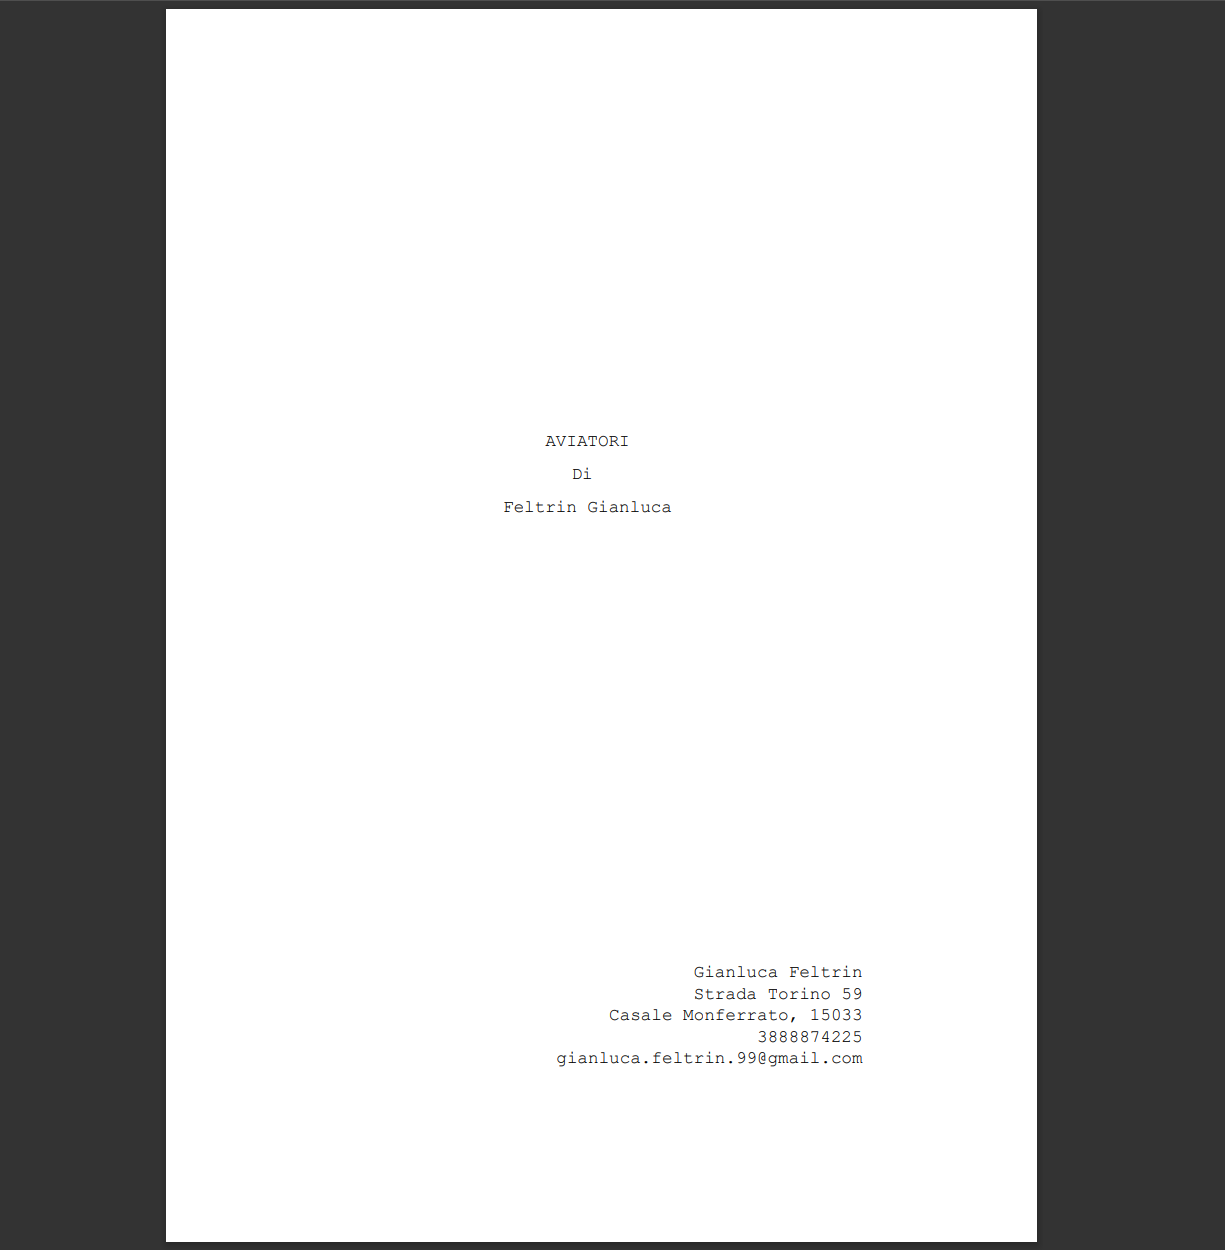 AVIATORI
Di
Feltrin Gianluca
Gianluca Feltrin
Strada Torino 59
Casale Monferrato, 15033
3888874225
gianluca.feltrin.99@gmail.com